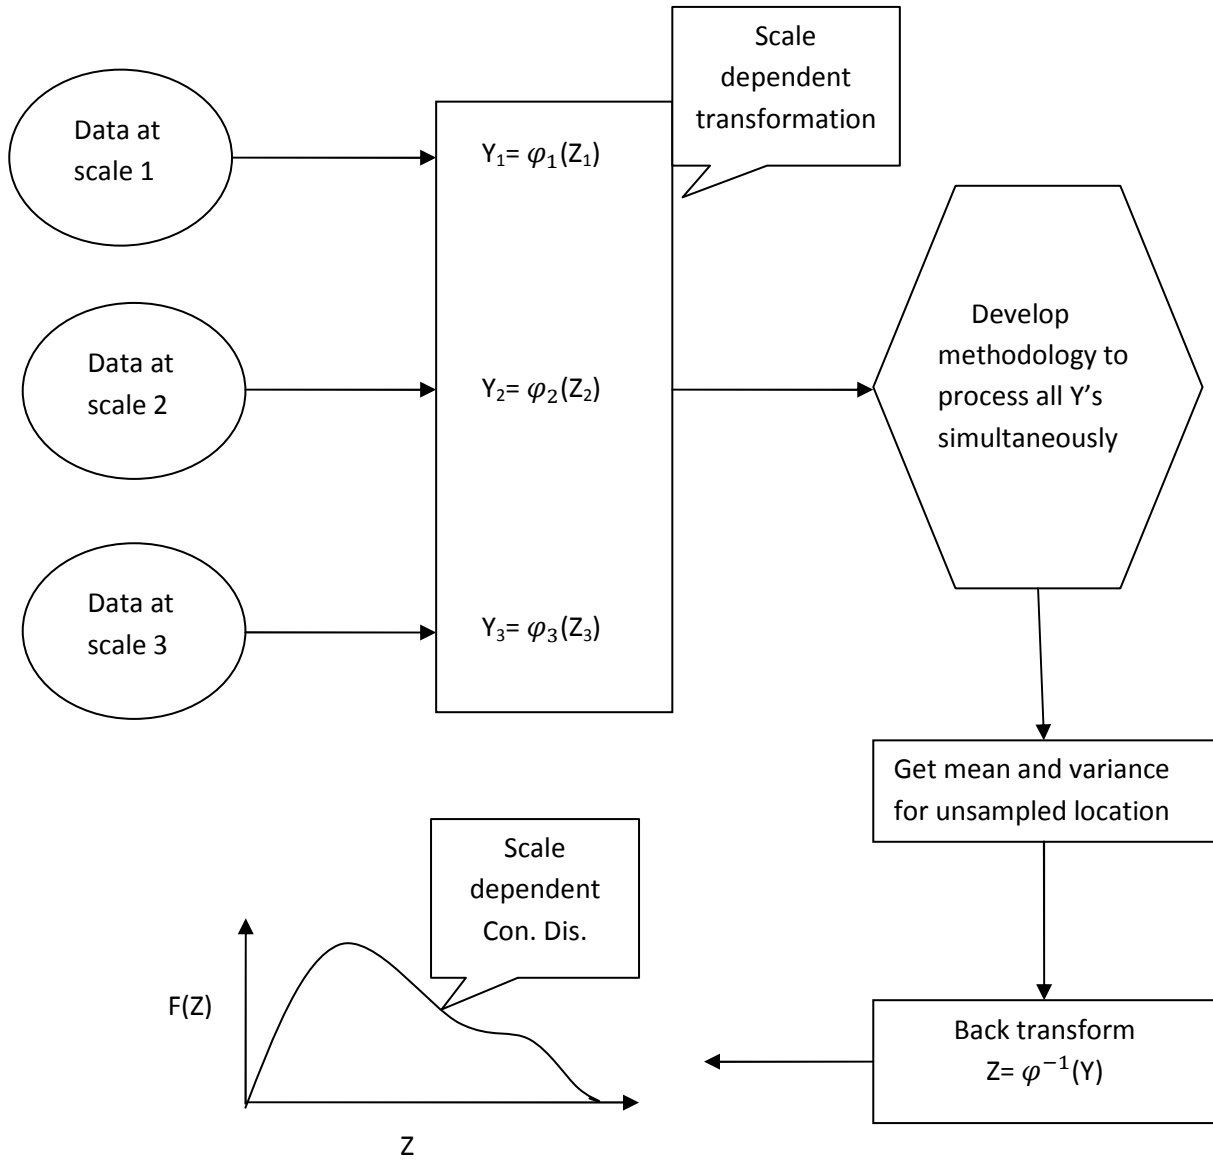 Scale
dependent
transformation
Data at
scale 1
Y₁= φ₁(Z₁)
Data at
scale 2
Y₂= φ₂(Z₂)
Develop
methodology to
process all Y’s
simultaneously
Data at
scale 3
Y₃= φ₃(Z₃)
Get mean and variance
for unsampled location
Scale
dependent
Con. Dis.
F(Z)
Z
Back transform
Z= φ⁻¹(Y)